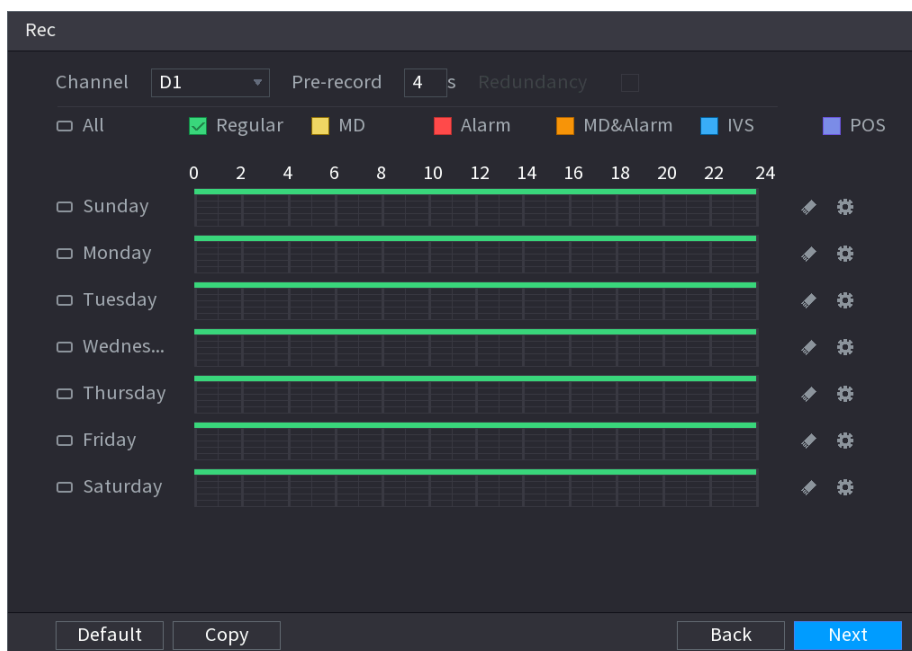 Rec
Channel D1 Pre-record 4 s Redundancy
All Regular MD Alarm MD&Alarm IVS POS
0 2 4 6 8 10 12 14 16 18 20 22 24
Sunday
Monday
Tuesday
Wednes...
Thursday
Friday
Saturday
Default Copy Back Next